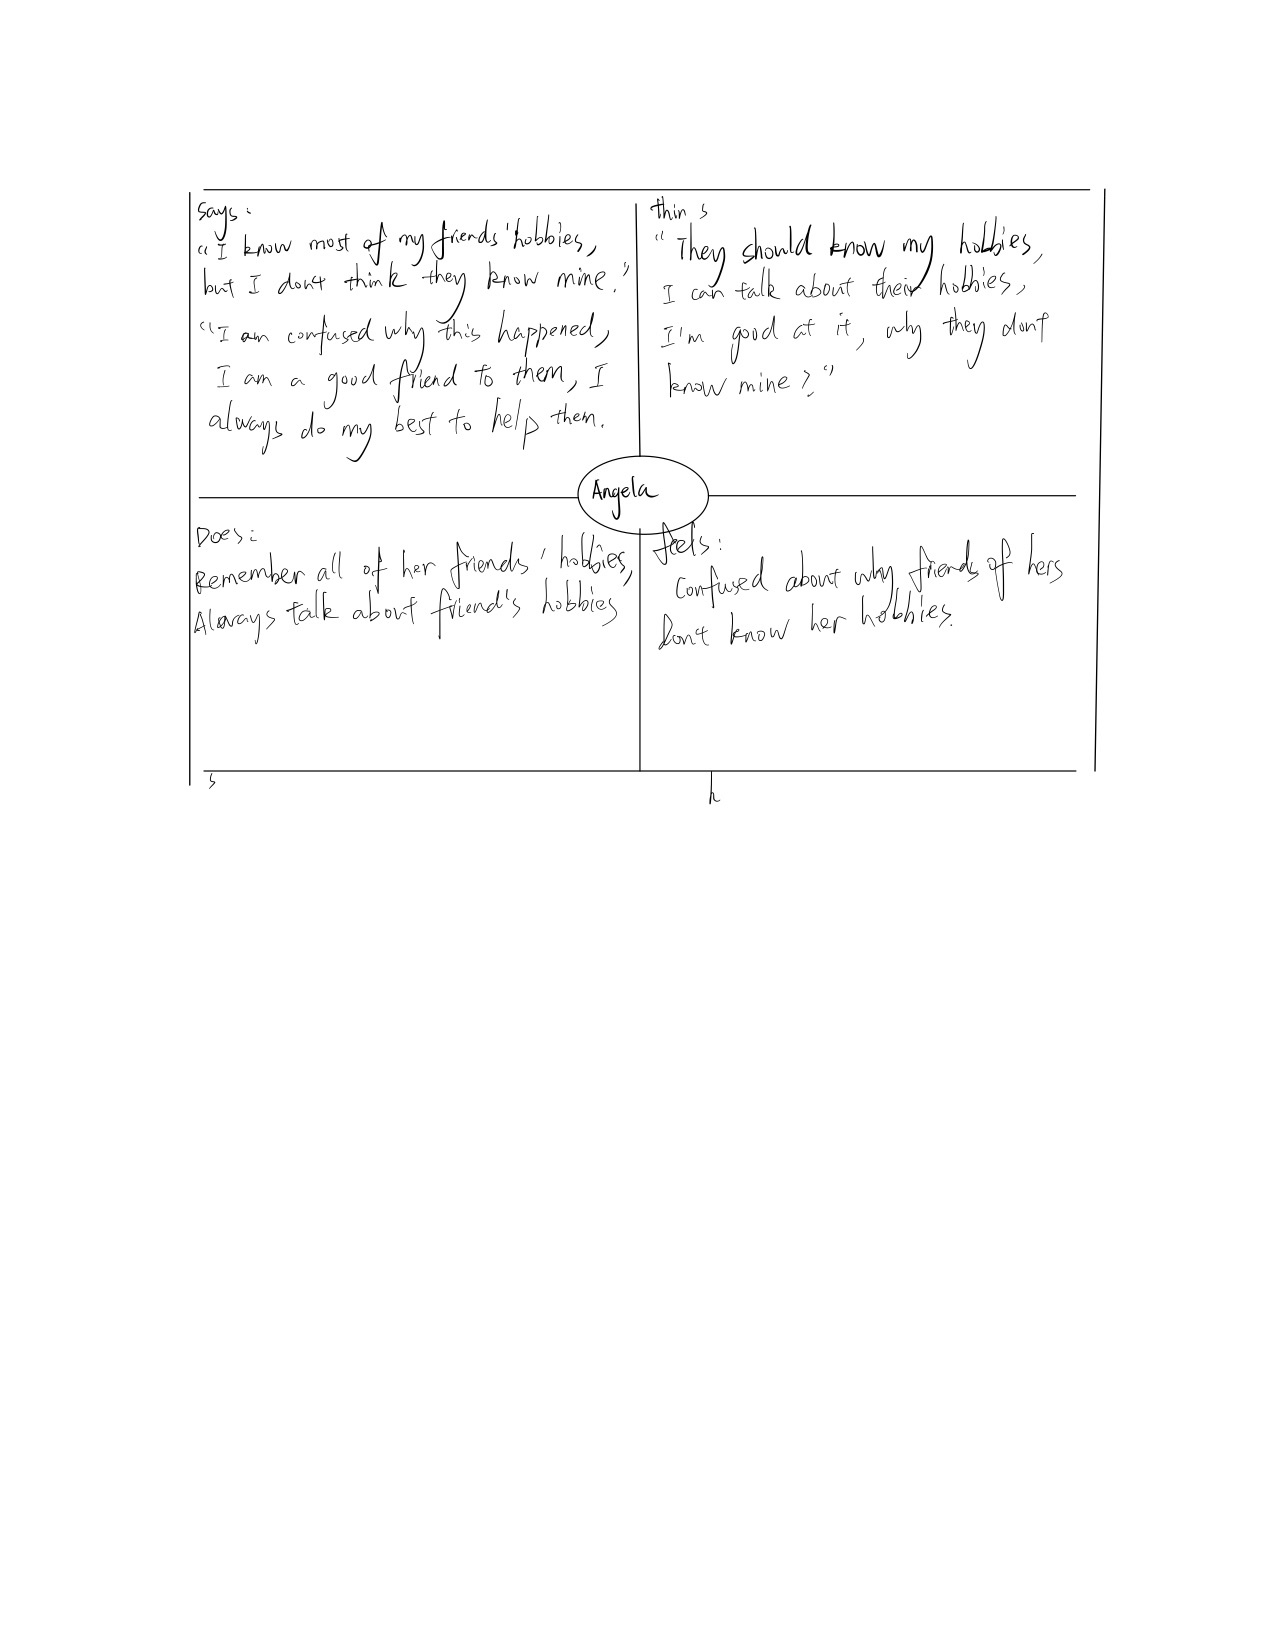 Says:
"I know most of my friends' hobbies,
but I don't think they know mine."
"I am confused why this happened,
I am a good friend to them, I
always do my best to help them.
thin s
"They should know my hobbies,
I can talk about their hobbies,
I'm good at it, why they dont
know mine?"
Angela
Does:
Remember all of her friends' hobbies,
Always talk about friend's hobbies
feels:
Confused about why friends of hers
Don't know her hobbies.
s
h